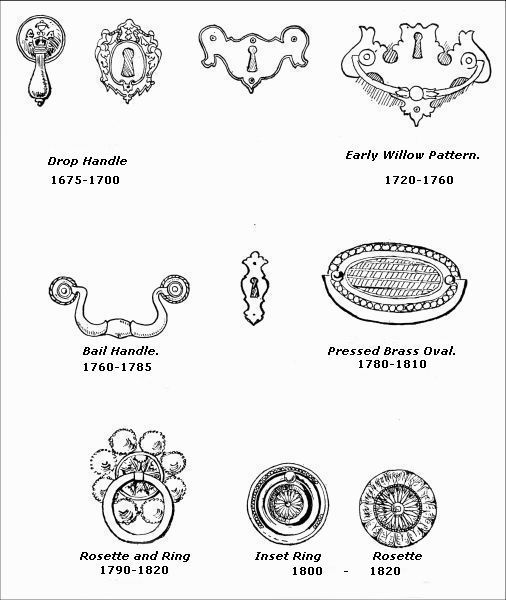 Drop Handle
1675-1700
Early Willow Pattern.
1720-1760
Bail Handle.
1760-1785
Pressed Brass Oval.
1780-1810
Rosette and Ring
1790-1820
Inset Ring Rosette
1800 - 1820